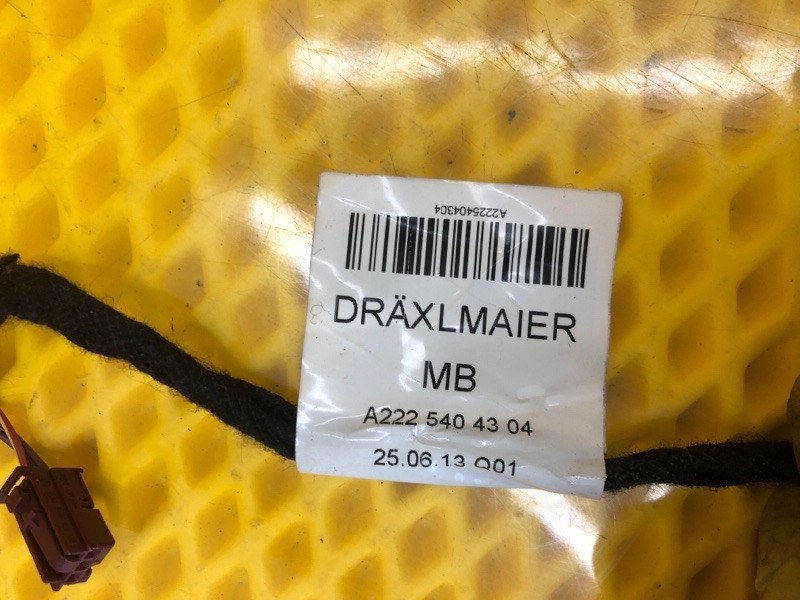 A2225404304
DRÄXLMAIER
MB
A222 540 43 04
25.06.13 Q01